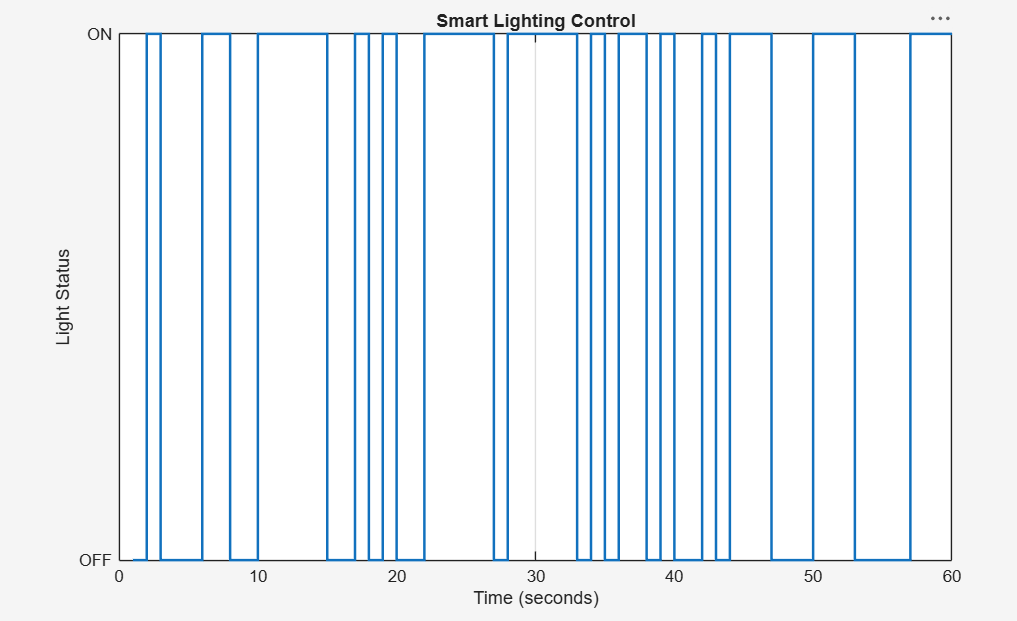 Smart Lighting Control
ON
Light Status
OFF
0 10 20 30 40 50 60
Time (seconds)